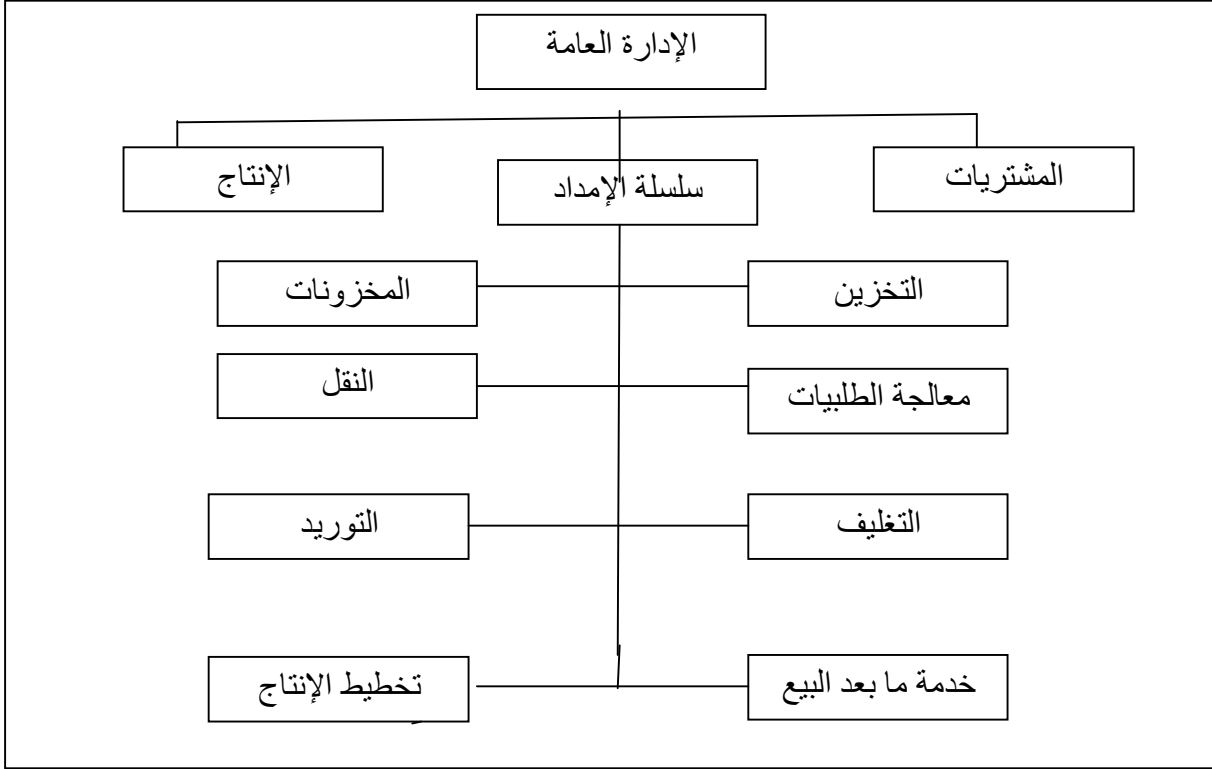 الإدارة العامة
المشتريات
سلسلة الإمداد
الإنتاج
التخزين
المخزونات
معالجة الطلبيات
النقل
التغليف
التوريد
خدمة ما بعد البيع
تخطيط الإنتاج